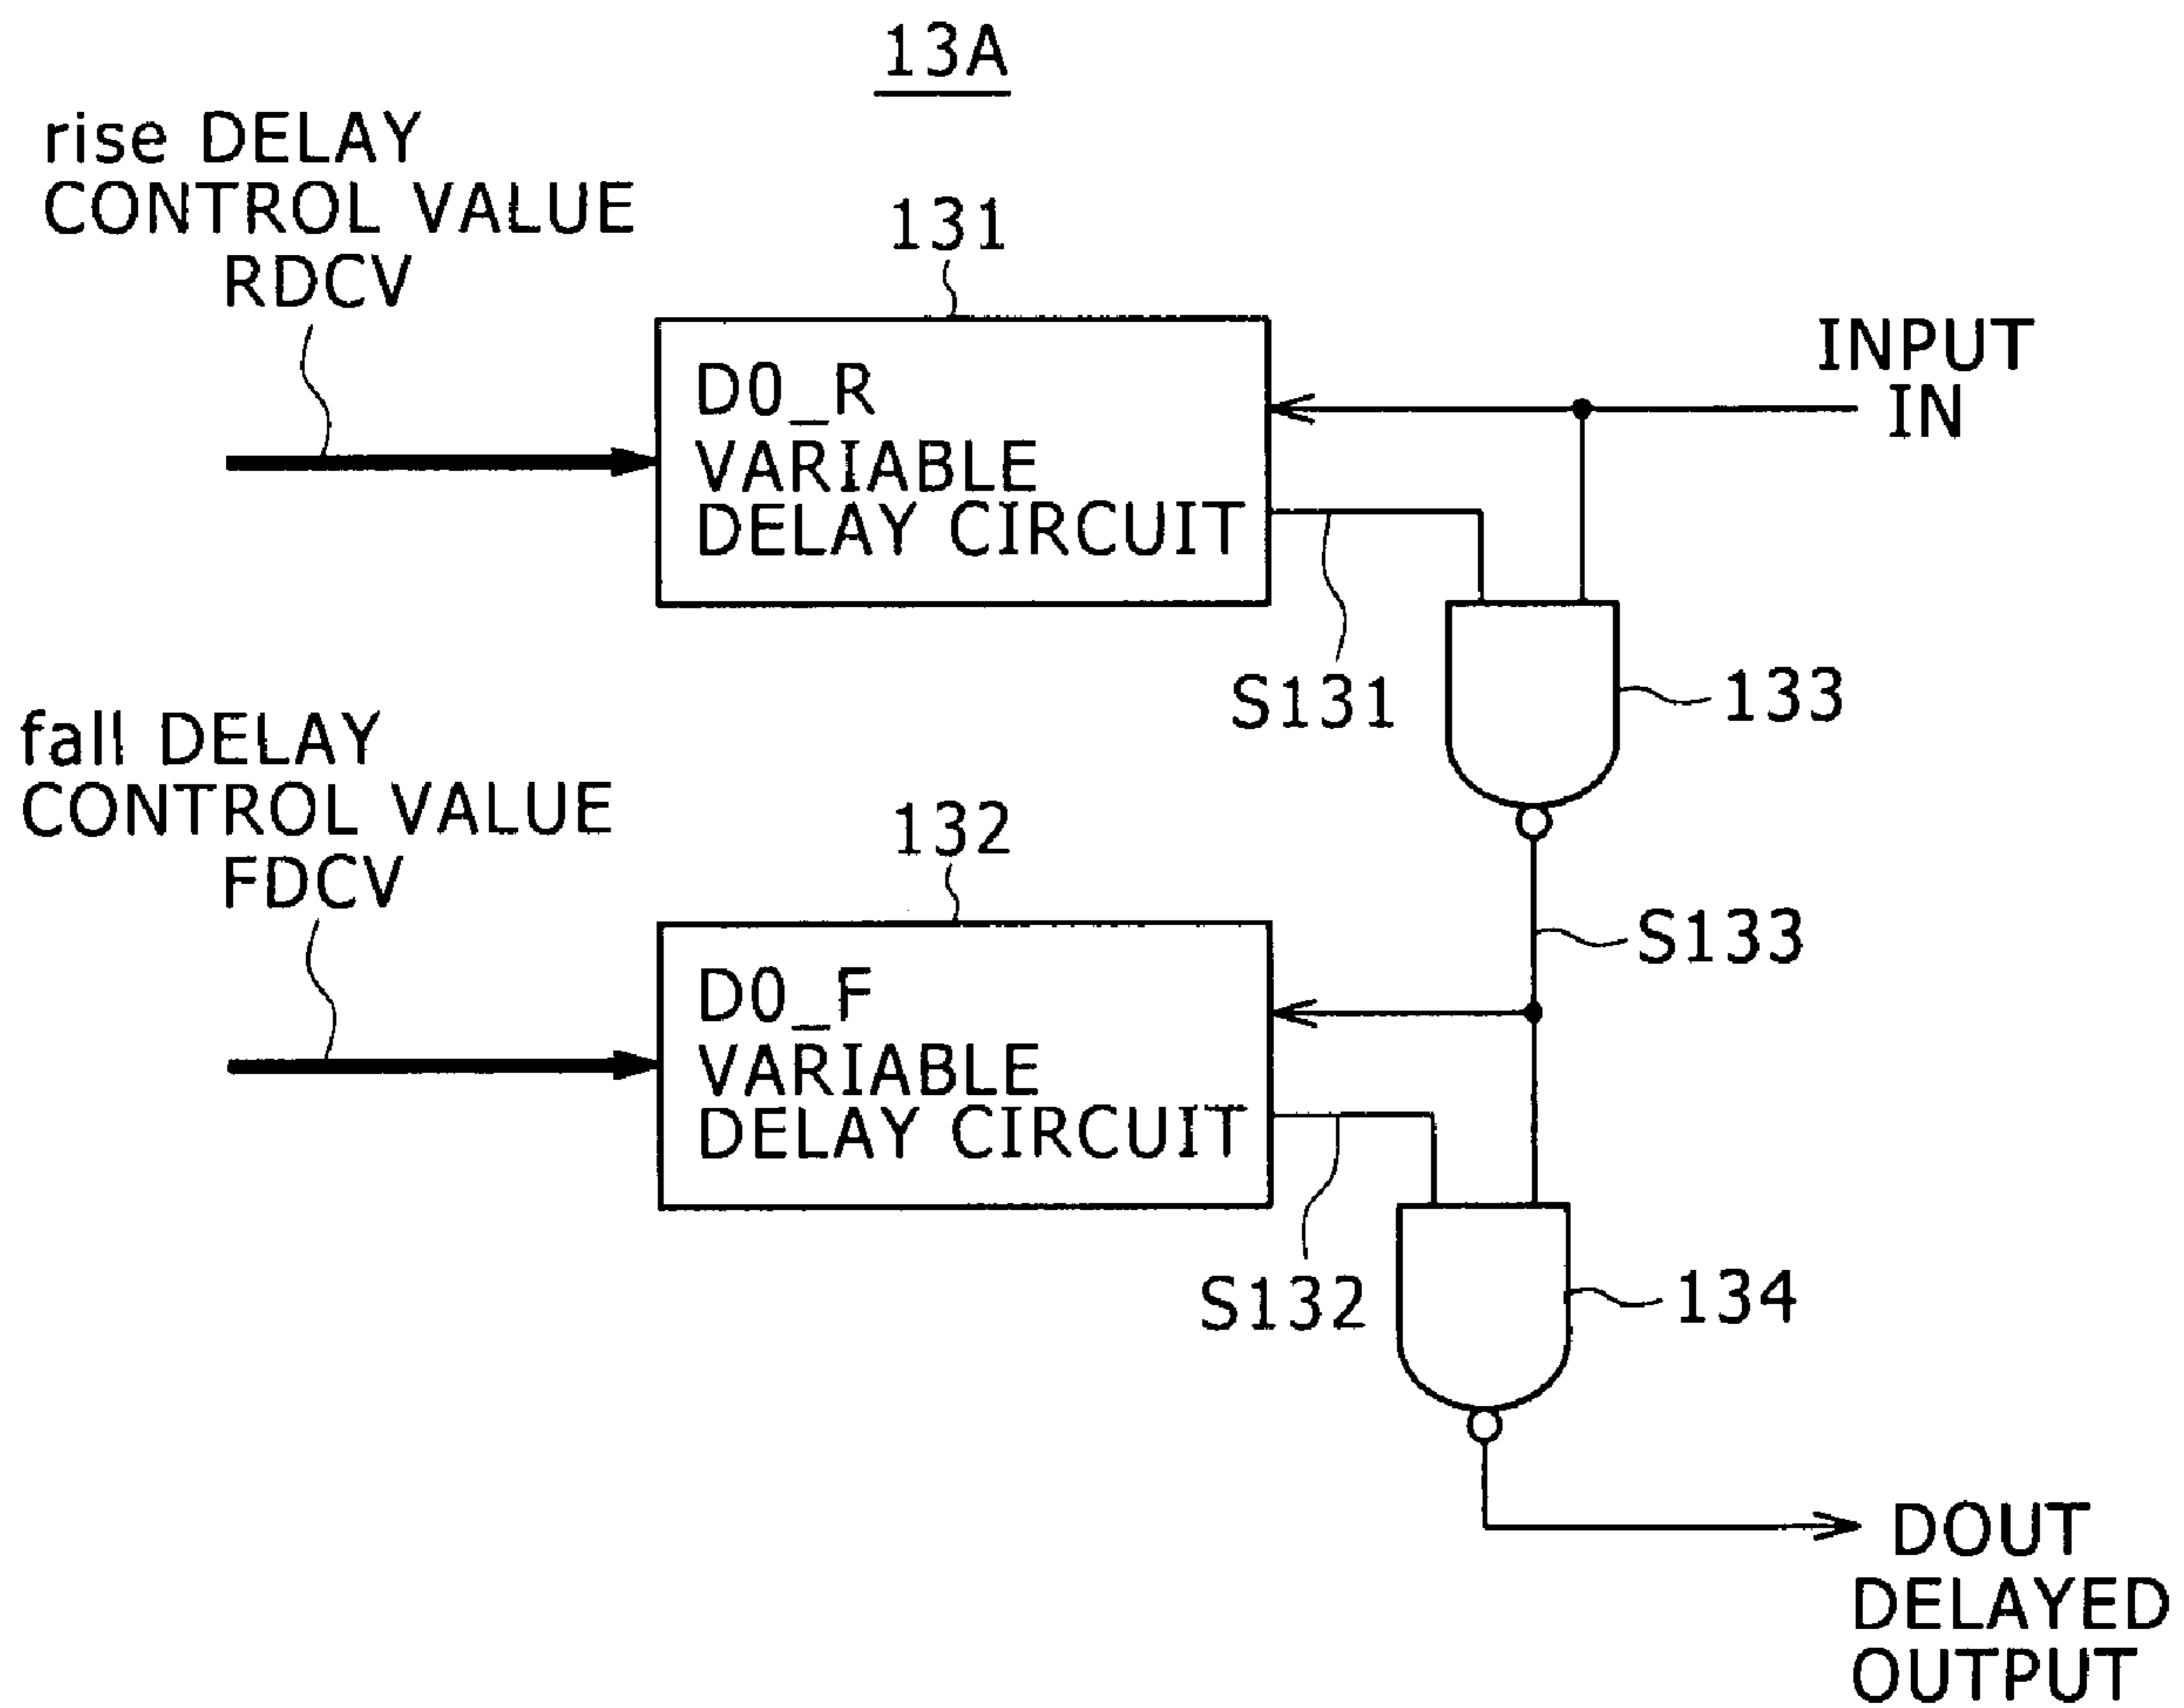 13A
rise DELAY
CONTROL VALUE
RDCV
131
D0_R
VARIABLE
DELAY CIRCUIT
INPUT
IN
S131
133
fall DELAY
CONTROL VALUE
FDCV
132
D0_F
VARIABLE
DELAY CIRCUIT
S133
S132
134
DOUT
DELAYED
OUTPUT